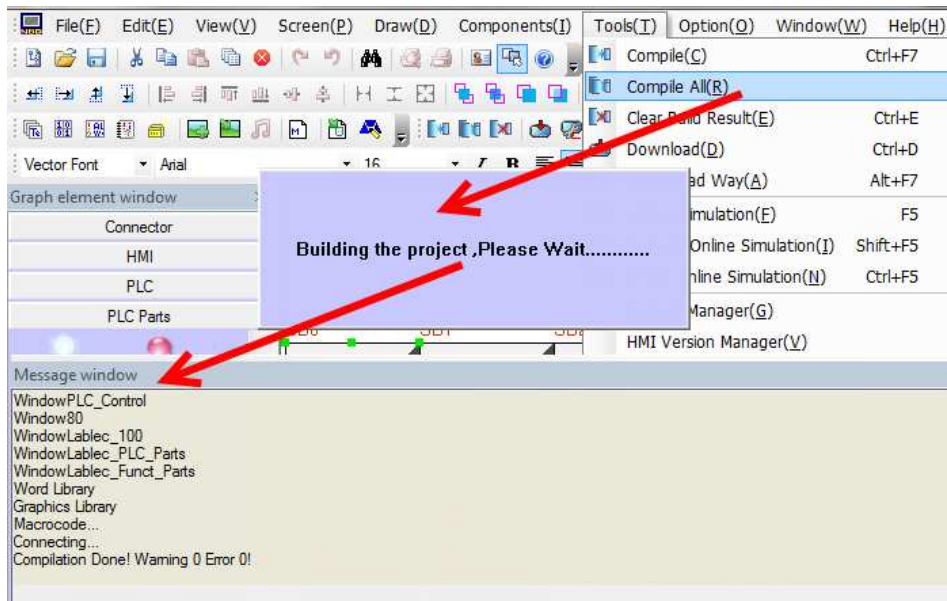 File(F) Edit(E) View(V) Screen(P) Draw(D) Components(I) Tools(T) Option(O) Window(W) Help(H)
Compile(C) Ctrl+F7
Compile All(R)
Clear Build Result(E) Ctrl+E
Download(D) Ctrl+D
Vector Font Arial 16 I B
ad Way(A) Alt+F7
Graph element window
imulation(F) F5
Connector
Online Simulation(I) Shift+F5
HMI
Building the project ,Please Wait............
nline Simulation(N) Ctrl+F5
PLC
Manager(G)
PLC Parts
HMI Version Manager(V)
Message window
WindowPLC_Control
Window80
WindowLablec_100
WindowLablec_PLC_Parts
WindowLablec_Funct_Parts
Word Library
Graphics Library
Macrocode...
Connecting...
Compilation Done! Warning 0 Error 0!